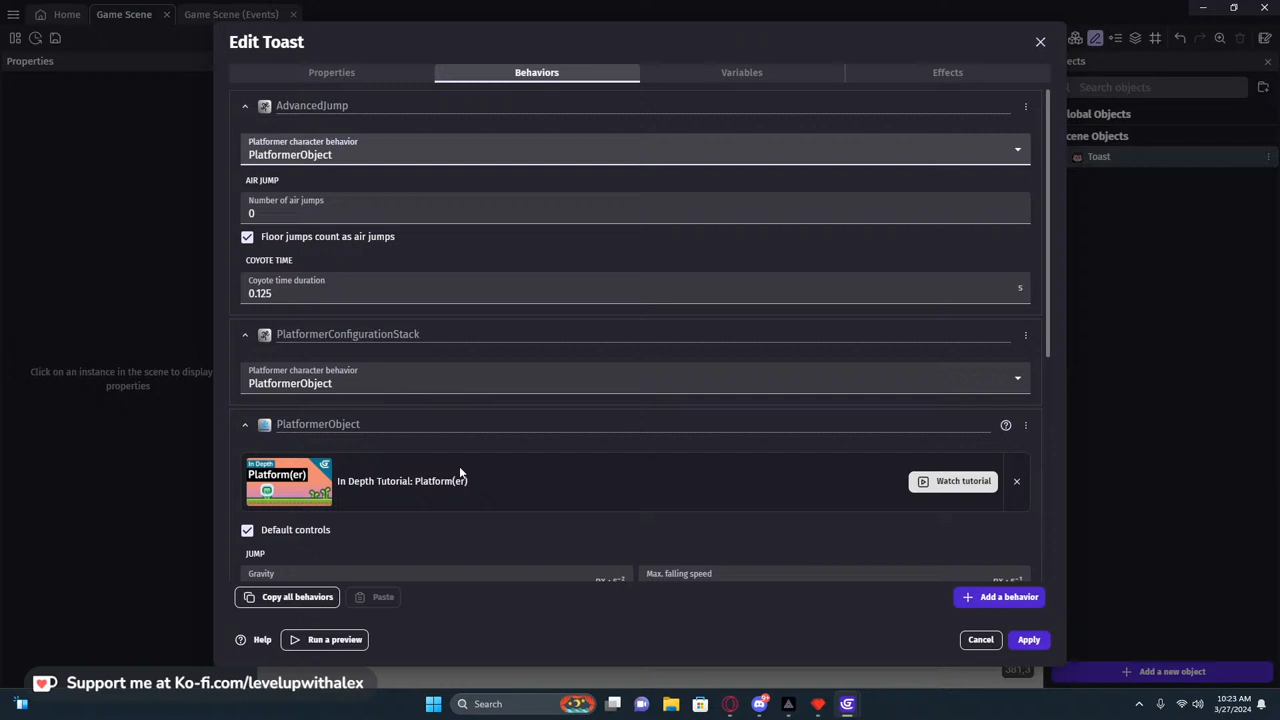 Home
Game Scene
Game Scene (Events)
Properties
Click on an instance in the scene to display
properties
Edit Toast
Properties
Behaviors
Variables
Effects
AdvancedJump
Platformer character behavior
PlatformerObject
AIR JUMP
Number of air jumps
0
Floor jumps count as air jumps
COYOTE TIME
Coyote time duration
0.125
s
PlatformerConfigurationStack
Platformer character behavior
PlatformerObject
PlatformerObject
In Depth
Platform(er)
In Depth Tutorial: Platform(er)
Watch tutorial
Default controls
JUMP
Gravity
Max. falling speed
Copy all behaviors
Paste
Add a behavior
Help
Run a preview
Cancel
Apply
ects
Search objects
lobal Objects
cene Objects
Toast
381,3
Add a new object
Support me at Ko-fi.com/levelupwithalex
Search
10:23 AM
3/27/2024